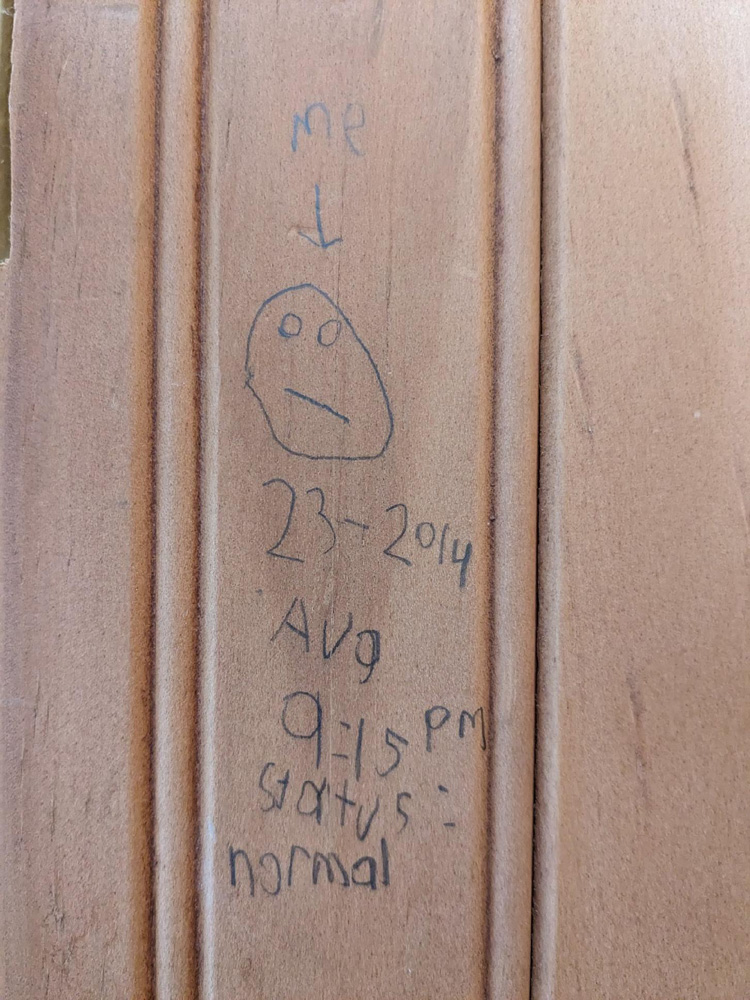 me
23-2014
Avg
9:15 PM
status:
normal